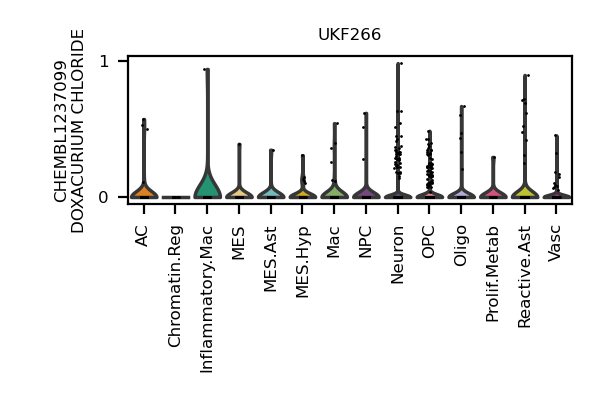 UKF266
CHEMBL1237099
DOXACURIUM CHLORIDE
1
0
AC
Chromatin.Reg
Inflammatory.Mac
MES
MES.Ast
MES.Hyp
Mac
NPC
Neuron
OPC
Oligo
Prolif.Metab
Reactive.Ast
Vasc